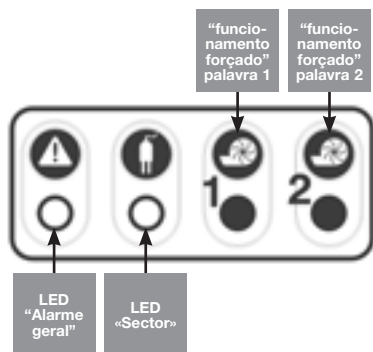 “funcio-
namento
forçado”
palavra 1
“funcio-
namento
forçado”
palavra 2
1
2
LED
“Alarme
geral”
LED
«Sector»